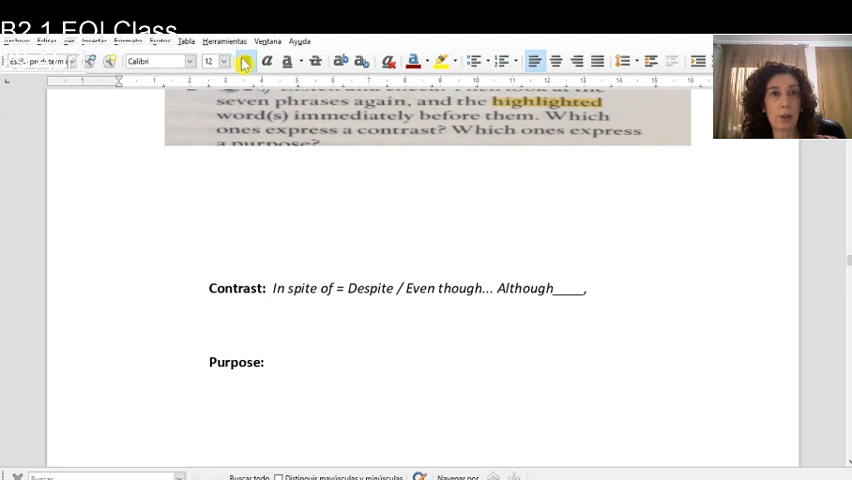 B2.1 EOI Class
Archivo Editar Ver Insertar Formato Estilos Tabla Herramientas Ventana Ayuda
Calibri 12
seven phrases again, and the highlighted
word(s) immediately before them. Which
ones express a contrast? Which ones express
a purpose?
Contrast: In spite of = Despite / Even though... Although____,
Purpose:
Buscar Buscar todo Distinguir mayúsculas y minúsculas Navegar por